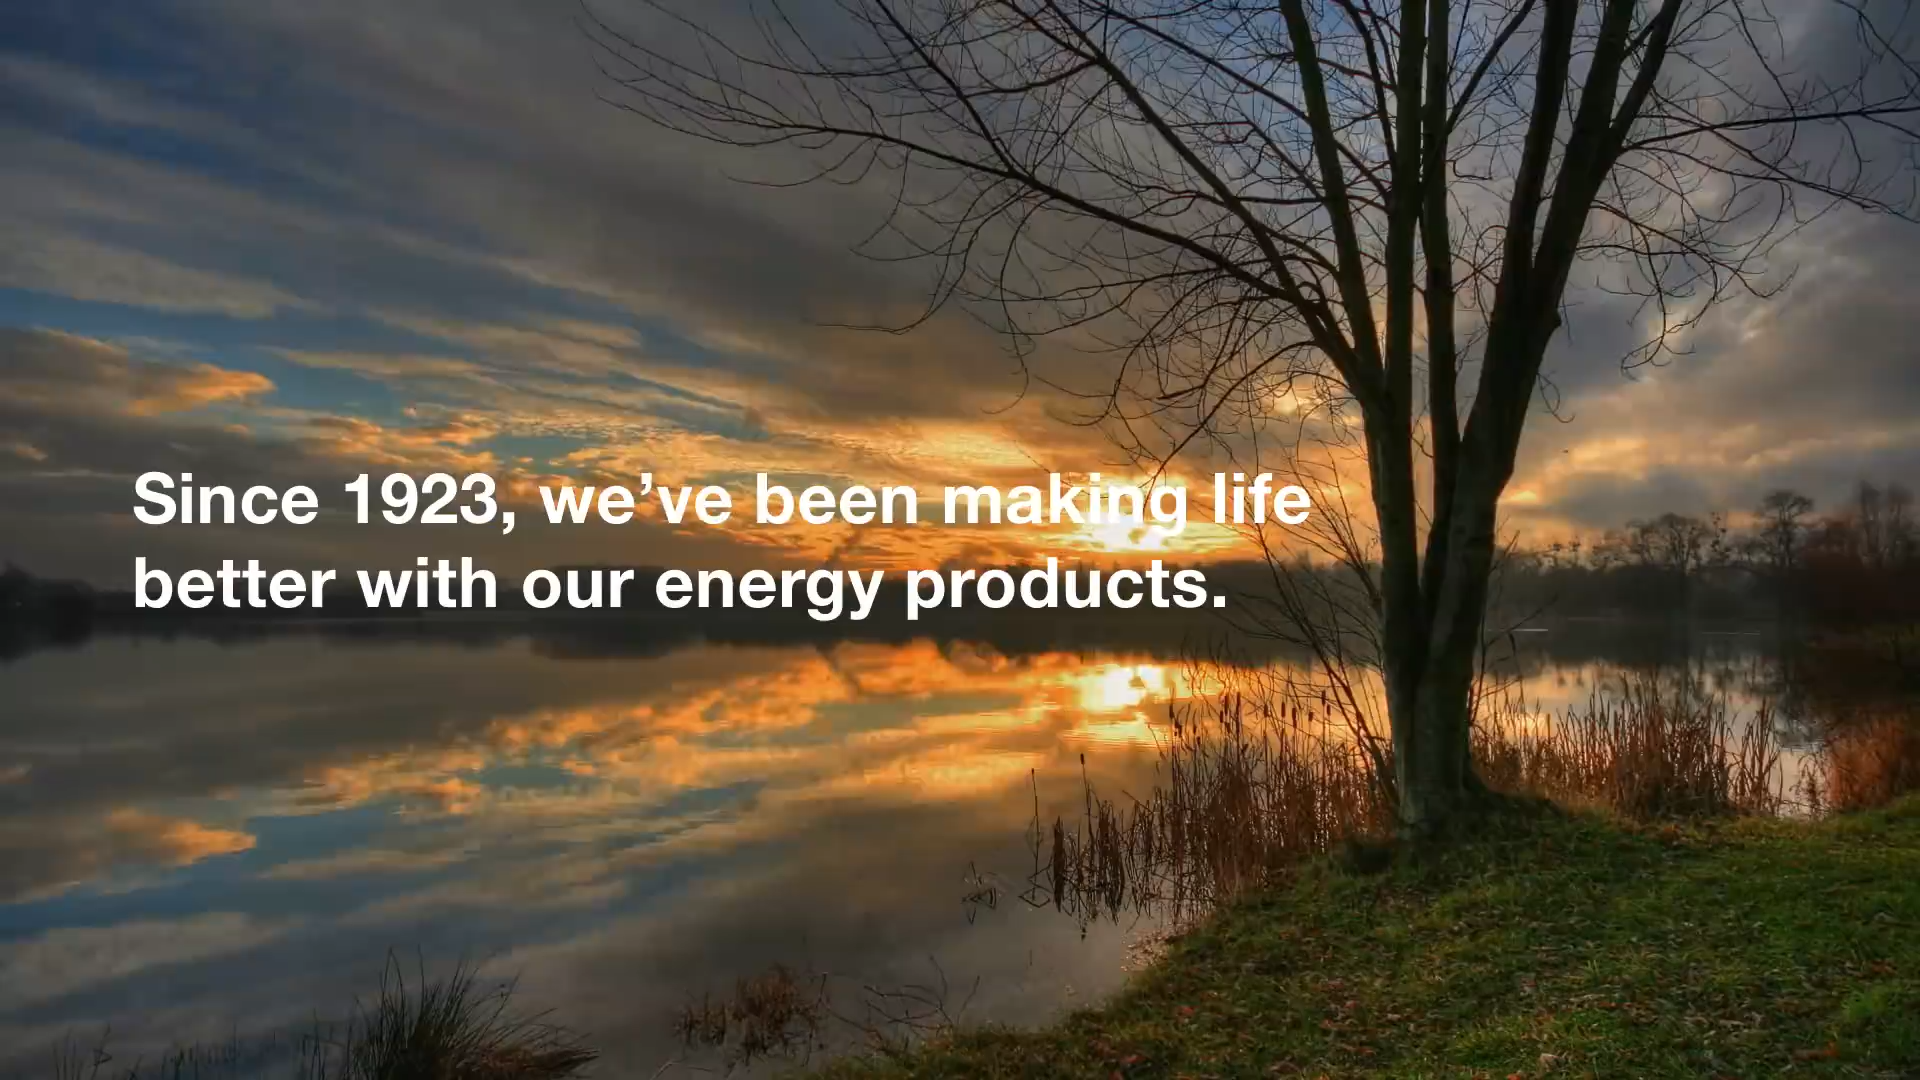 Since 1923, we’ve been making life
better with our energy products.